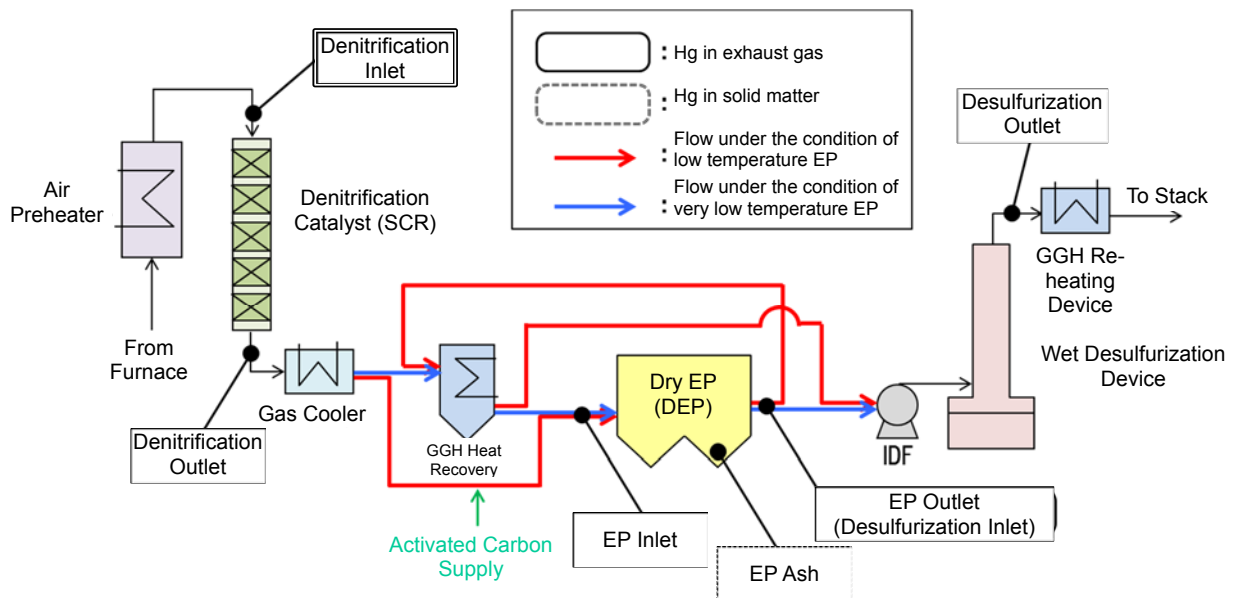 Denitrification
Inlet
: Hg in exhaust gas
: Hg in solid matter
Flow under the condition of
: low temperature EP
Flow under the condition of
: very low temperature EP
Desulfurization
Outlet
To Stack
GGH Re-
heating
Device
Air
Preheater
Denitrification
Catalyst (SCR)
From
Furnace
Gas Cooler
Denitrification
Outlet
GGH Heat
Recovery
Dry EP
(DEP)
IDF
Wet Desulfurization
Device
Activated Carbon
Supply
EP Inlet
EP Ash
EP Outlet
(Desulfurization Inlet)